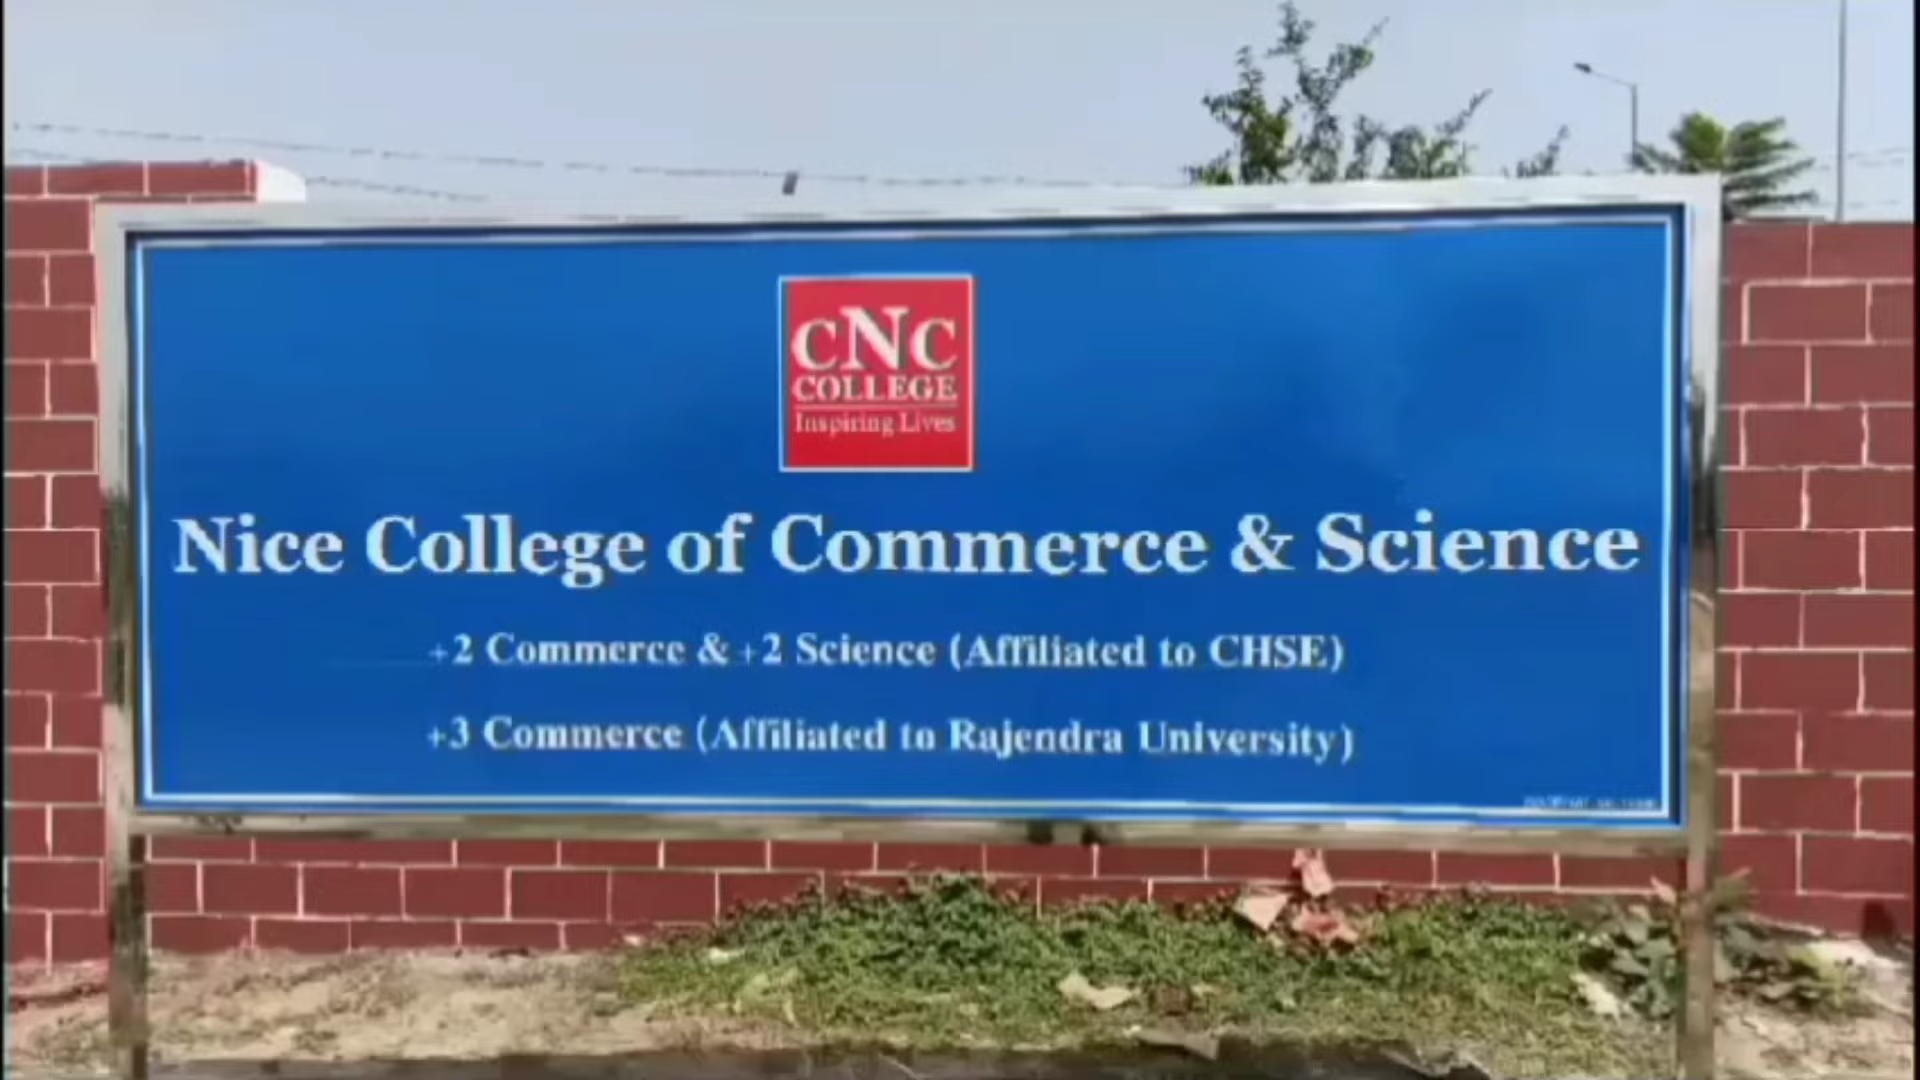 CNC
COLLEGE
Inspiring Lives
Nice College of Commerce & Science
+2 Commerce & +2 Science (Affiliated to CHSE)
+3 Commerce (Affiliated to Rajendra University)